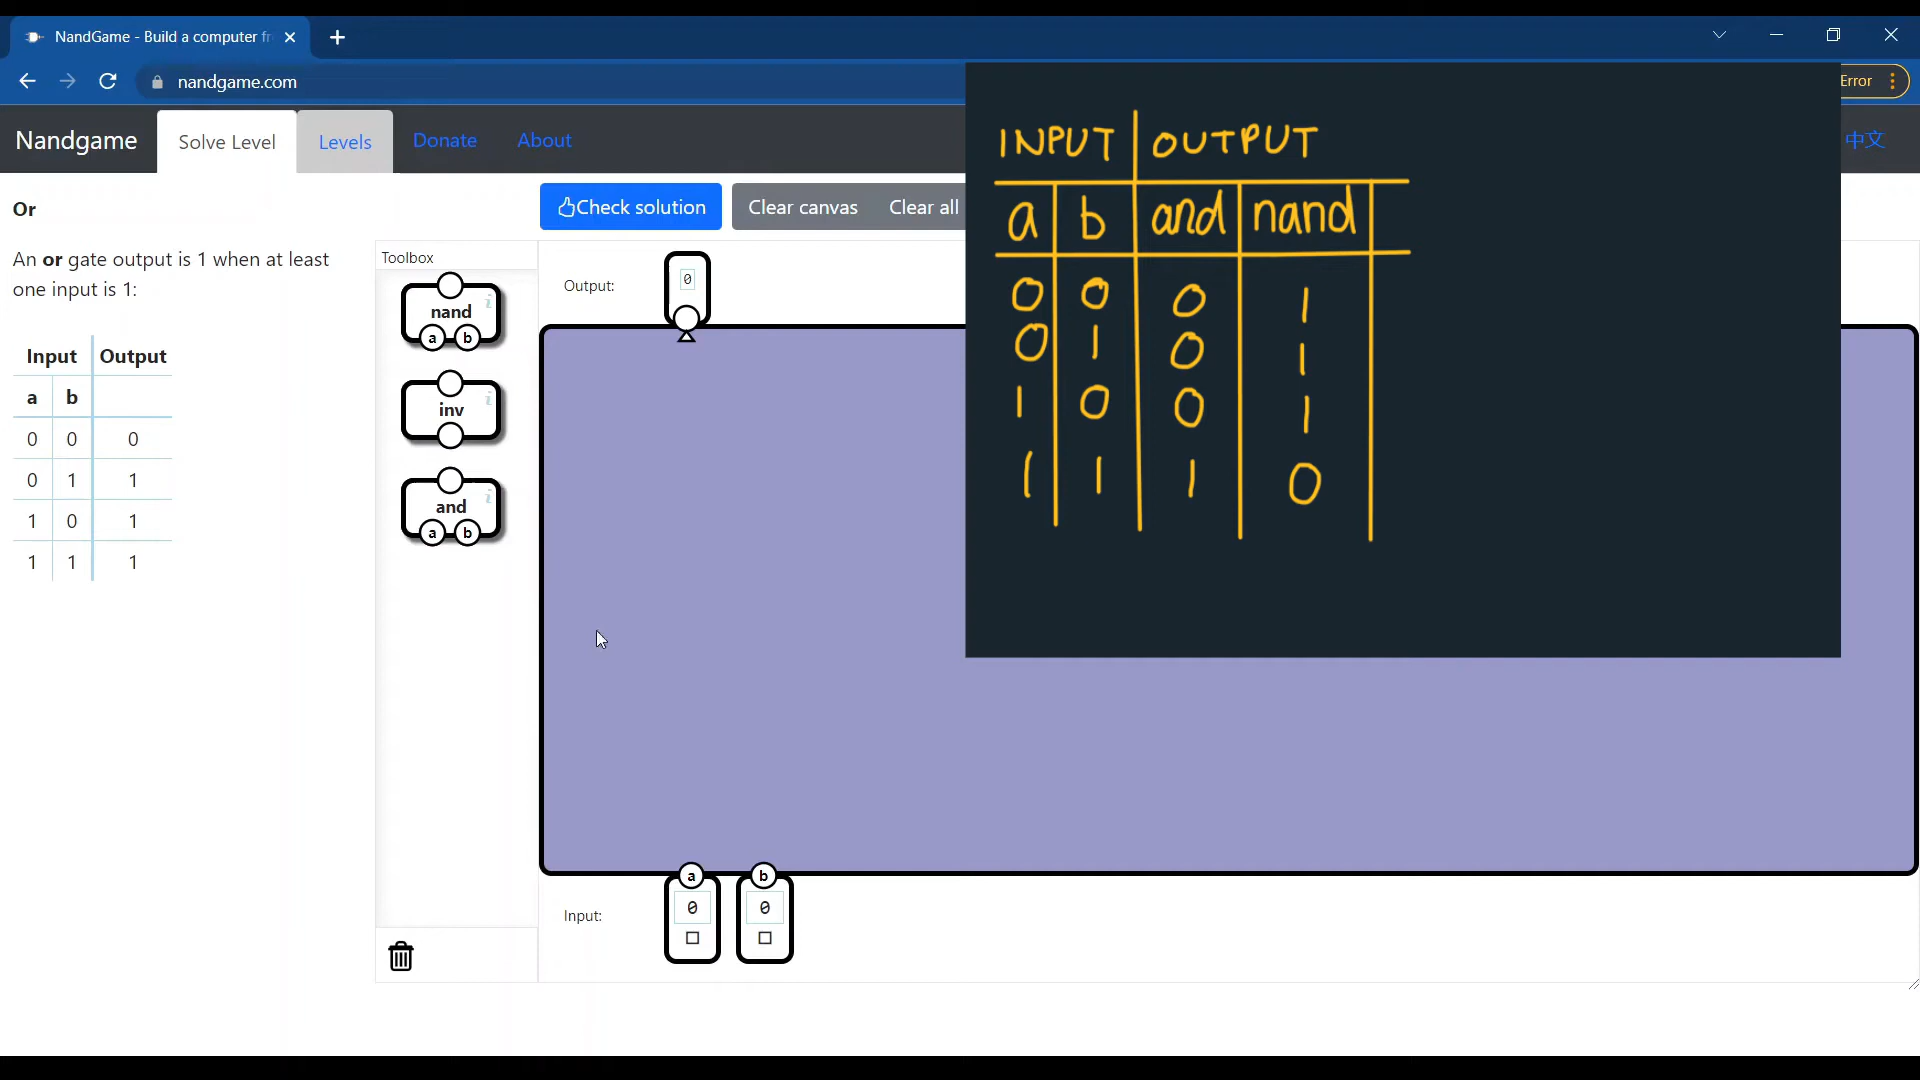 NandGame - Build a computer fr
nandgame.com
Error
Nandgame
Solve Level
Levels
Donate
About
中文
Or
An or gate output is 1 when at least
one input is 1:
Input Output
a b
0 0 0
0 1 1
1 0 1
1 1 1
Check solution
Clear canvas
Clear all
Toolbox
nand
a b
inv
and
a b
Output:
0
a b
Input:
0 0
INPUT OUTPUT
a b and nand
0 0 0 1
0 1 0 1
1 0 0 1
1 1 1 0